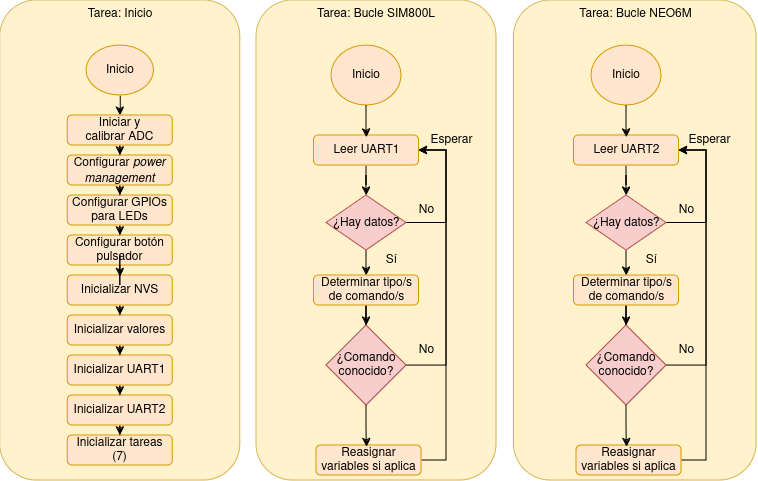 Tarea: Inicio
Inicio
Iniciar y
calibrar ADC
Configurar power
management
Configurar GPIOs
para LEDs
Configurar botón
pulsador
Inicializar NVS
Inicializar valores
Inicializar UART1
Inicializar UART2
Inicializar tareas
(7)
Tarea: Bucle SIM800L
Inicio
Esperar
Leer UART1
No
¿Hay datos?
Sí
Determinar tipo/s
de comando/s
No
¿Comando
conocido?
Reasignar
variables si aplica
Tarea: Bucle NEO6M
Inicio
Esperar
Leer UART2
No
¿Hay datos?
Sí
Determinar tipo/s
de comando/s
No
¿Comando
conocido?
Reasignar
variables si aplica